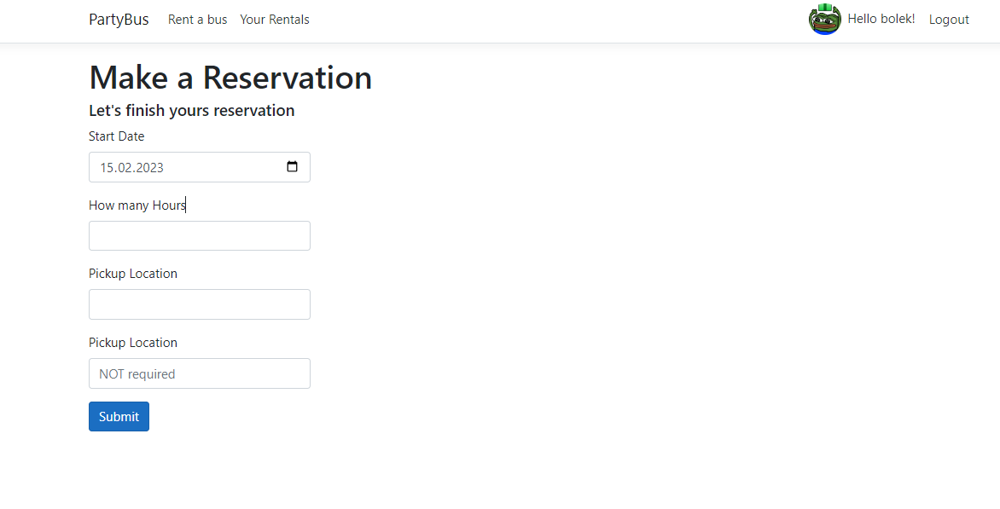 PartyBus Rent a bus Your Rentals Hello bolek! Logout
Make a Reservation
Let's finish yours reservation
Start Date
15.02.2023
How many Hours
Pickup Location
Pickup Location
NOT required
Submit